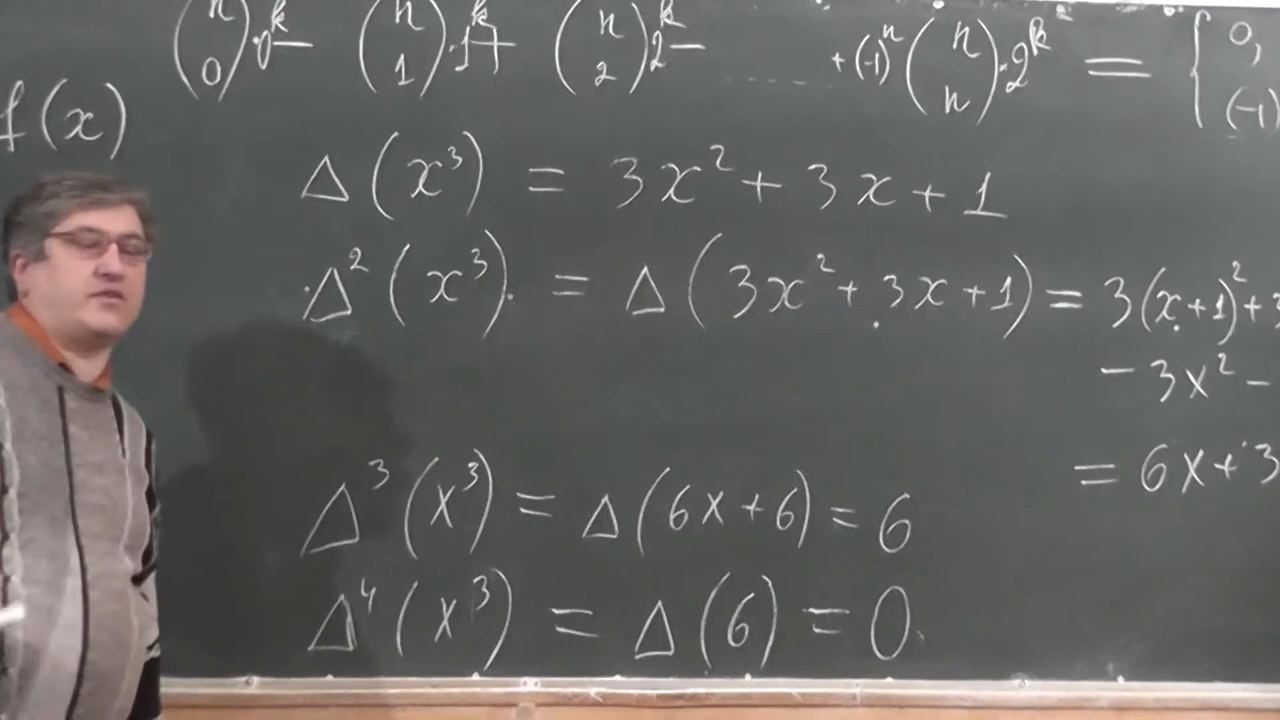 (n 0)·0^k − (n 1)·1^k + (n 2) 2^k − ........ + (-1)^n (n n)·2^k = { 0, (-1)
f(x)
Δ(x³) = 3x² + 3x + 1
Δ²(x³) = Δ(3x² + 3x + 1) = 3(x+1)² +
− 3x² −
= 6x + 3
Δ³(x³) = Δ(6x + 6) = 6
Δ⁴(x³) = Δ(6) = 0